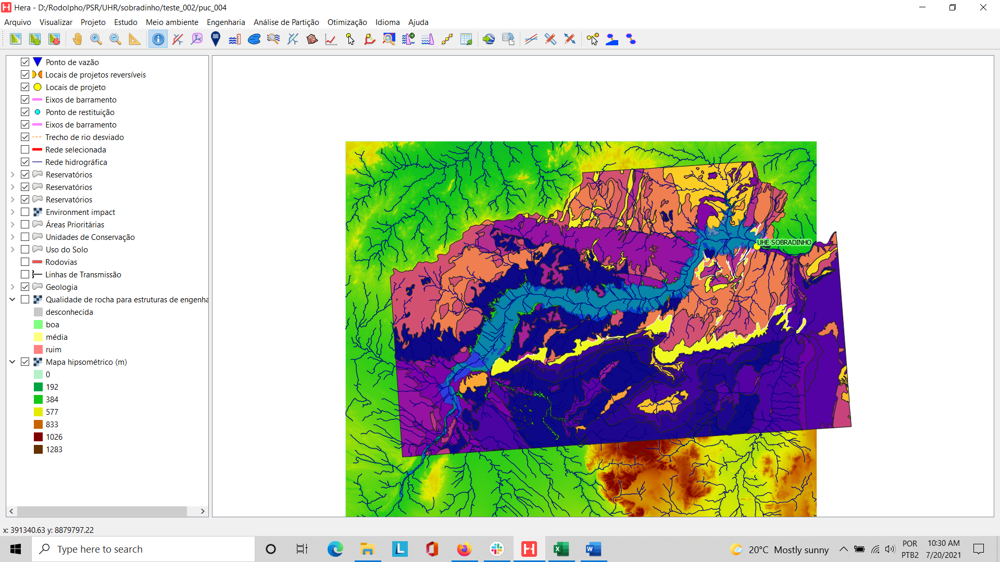 Hera - D:/Rodolpho/PSR/UHR/sobradinho/teste_002/puc_004
Arquivo Visualizar Projeto Estudo Meio ambiente Engenharia Análise de Partição Otimização Idioma Ajuda
Ponto de vazão
Locais de projetos reversíveis
Locais de projeto
Eixos de barramento
Ponto de restituição
Eixos de barramento
Trecho de rio desviado
Rede selecionada
Rede hidrográfica
Reservatórios
Reservatórios
Reservatórios
Environment impact
Áreas Prioritárias
Unidades de Conservação
Uso do Solo
Rodovias
Linhas de Transmissão
Geologia
Qualidade de rocha para estruturas de engenha
desconhecida
boa
média
ruim
Mapa hipsométrico (m)
0
192
384
577
833
1026
1283
UHE SOBRADINHO
x: 391340.63 y: 8879797.22
Type here to search
20°C Mostly sunny
POR
PTB2
10:30 AM
7/20/2021